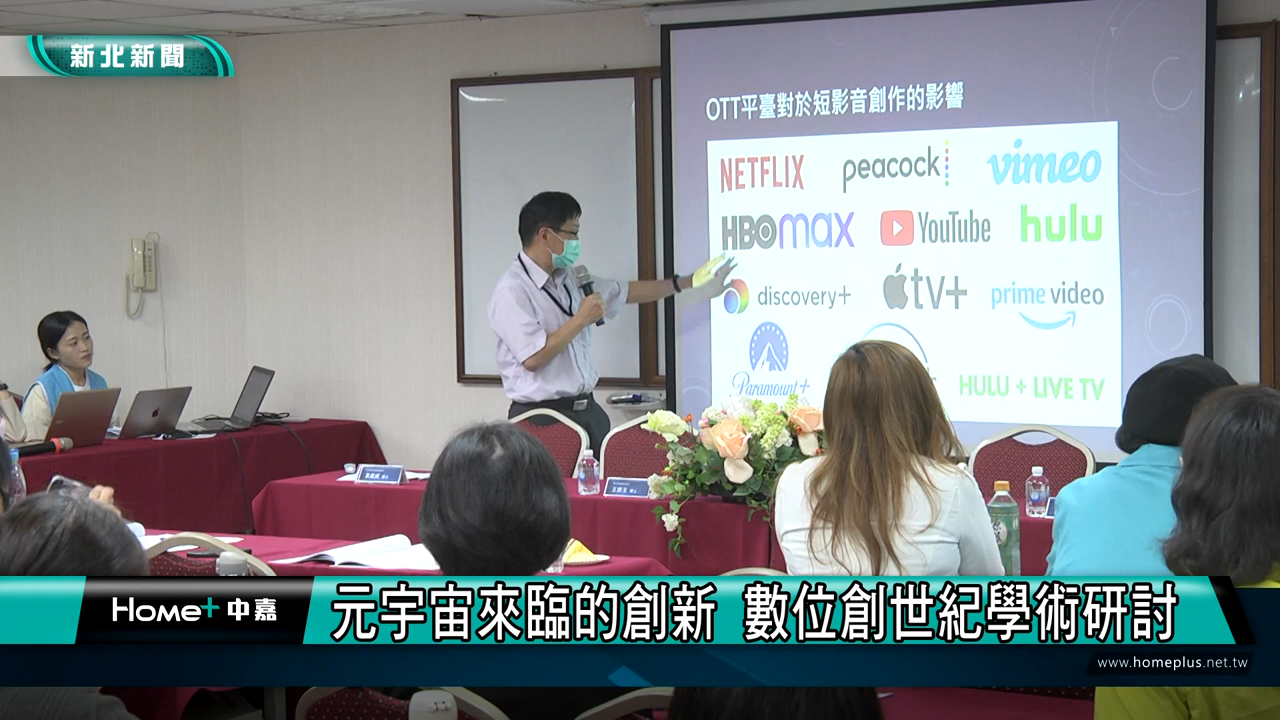 新北新聞
OTT平臺對於短影音創作的影響
NETFLIX
peacock
vimeo
HBOmax
YouTube
hulu
discovery+
tv+
prime video
Paramount+
HULU + LIVE TV
Home+ 中嘉
元宇宙來臨的創新 數位創世紀學術研討
www.homeplus.net.tw